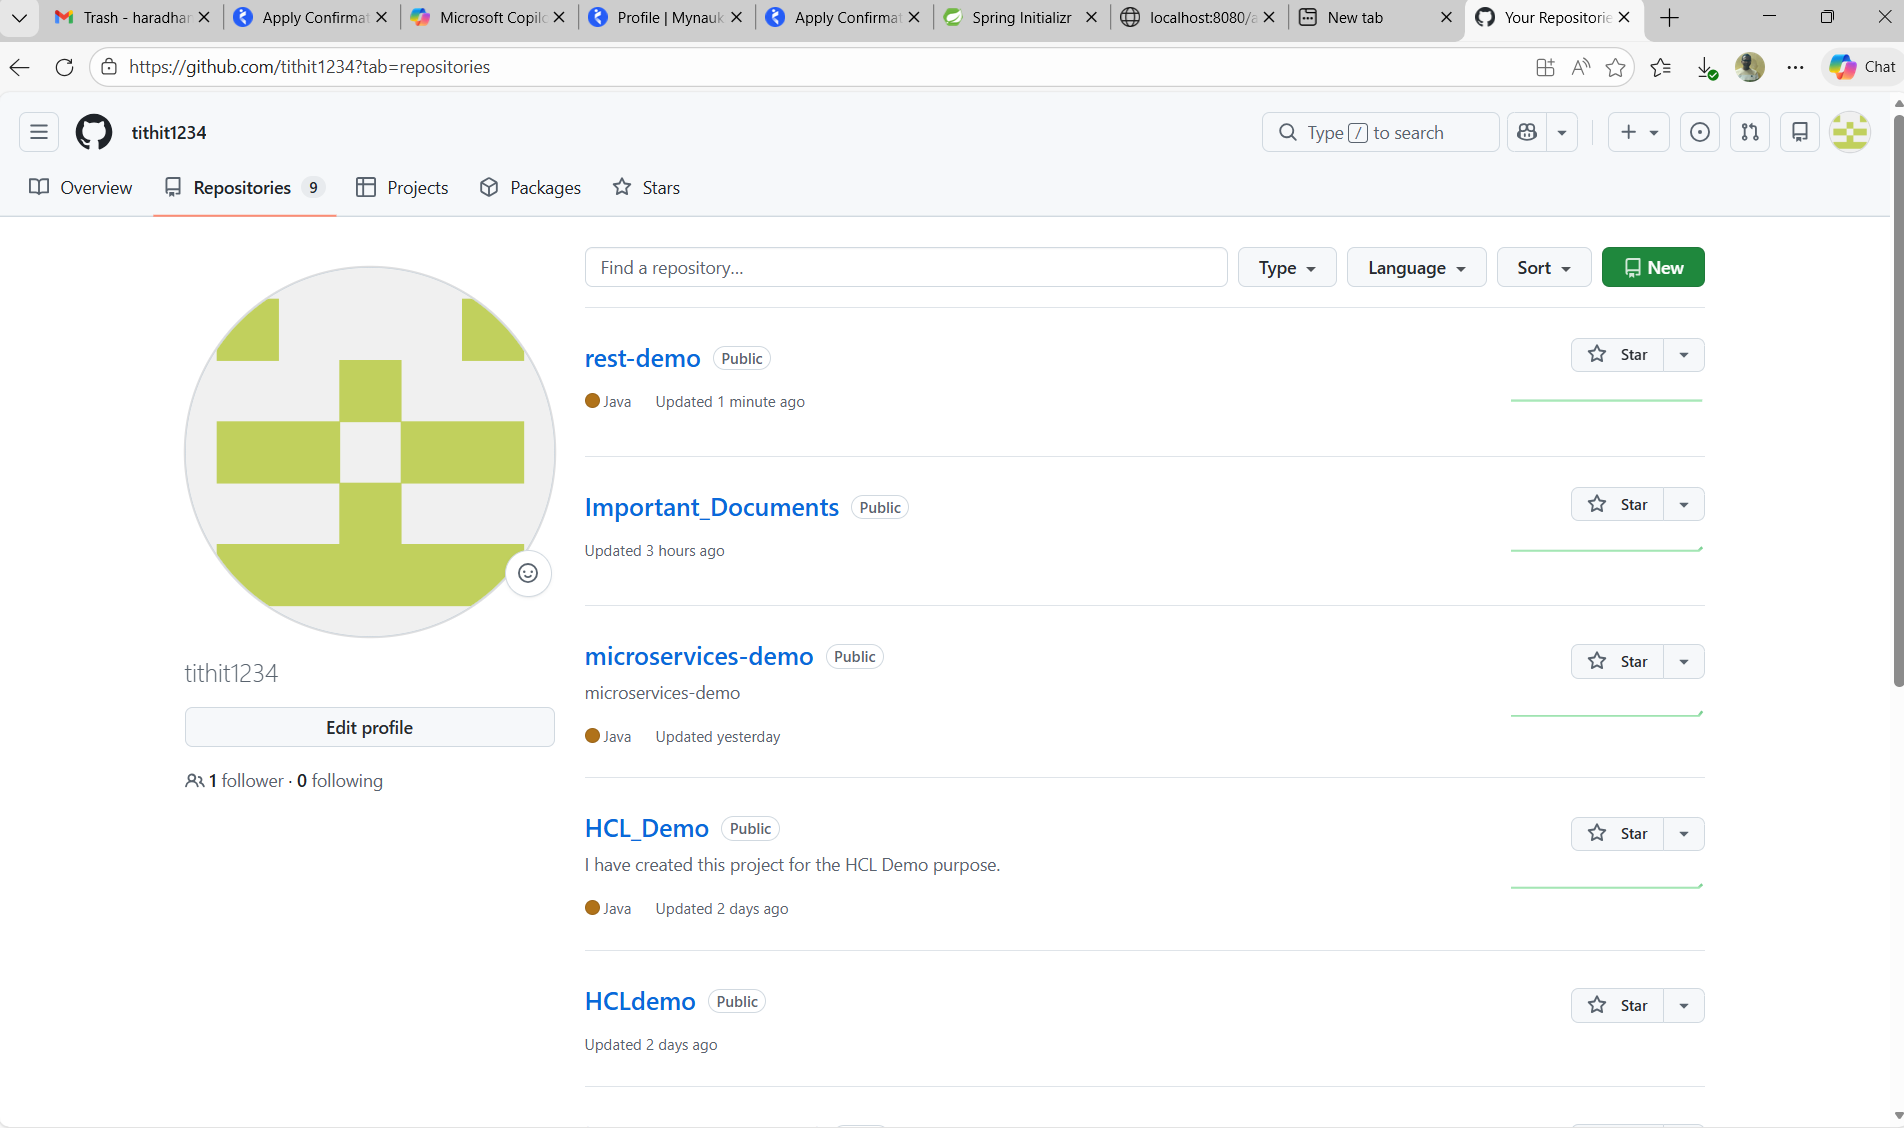 Trash - haradhan
Apply Confirmat
Microsoft Copilo
Profile | Mynauk
Apply Confirmat
Spring Initializr
localhost:8080/a
New tab
Your Repositorie
https://github.com/tithit1234?tab=repositories
Chat
tithit1234
Type / to search
Overview
Repositories 9
Projects
Packages
Stars
Find a repository...
Type
Language
Sort
New
rest-demo Public
Star
Java Updated 1 minute ago
Important_Documents Public
Star
Updated 3 hours ago
microservices-demo Public
Star
microservices-demo
Java Updated yesterday
tithit1234
Edit profile
1 follower · 0 following
HCL_Demo Public
Star
I have created this project for the HCL Demo purpose.
Java Updated 2 days ago
HCLdemo Public
Star
Updated 2 days ago